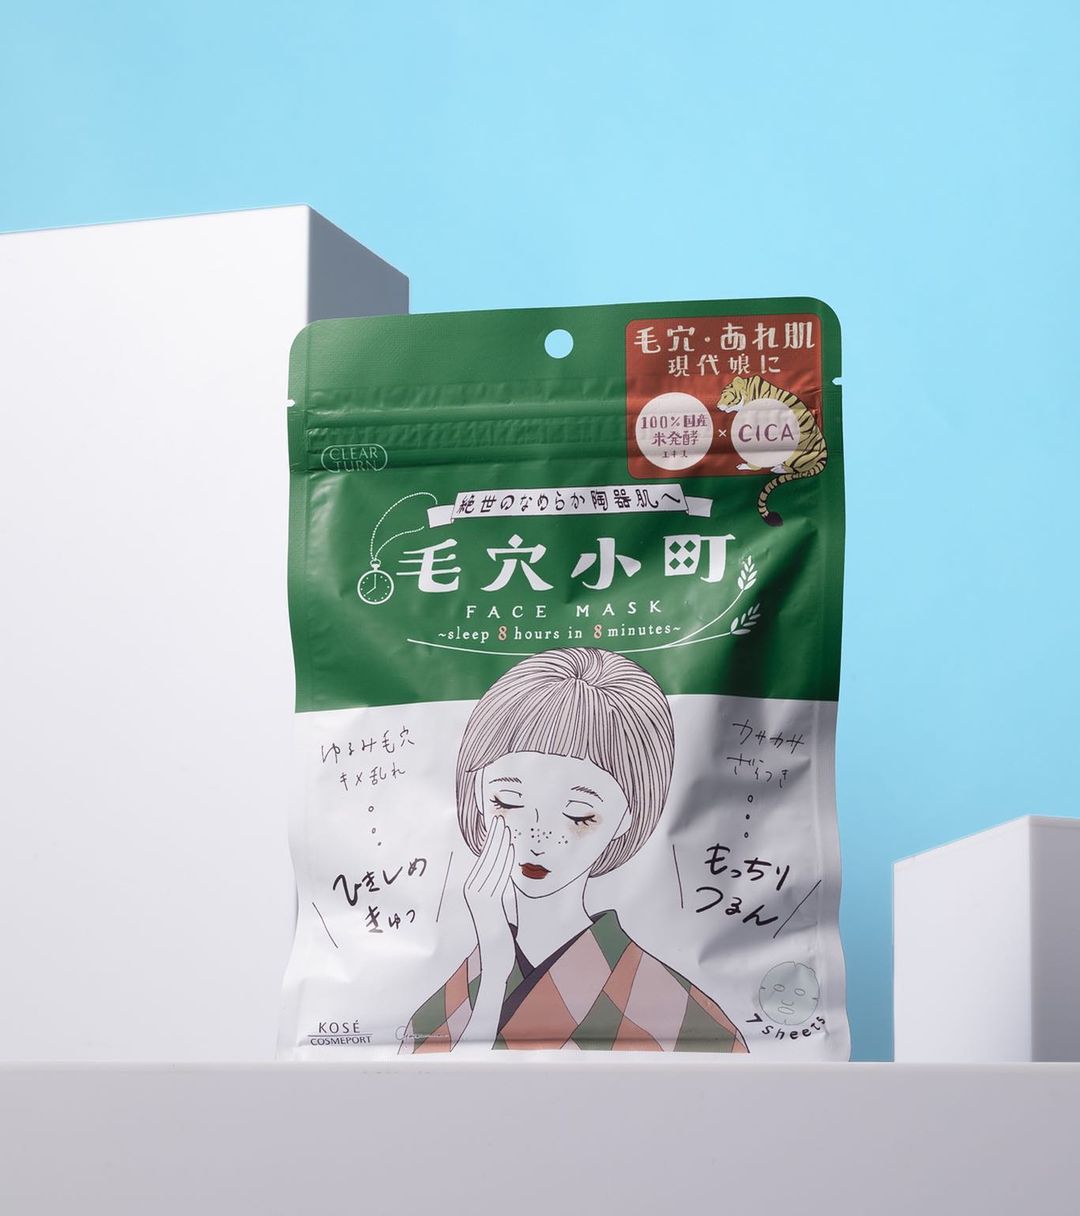 毛穴・あれ肌
現代娘に
100%国産
米発酵
エキス
×
CICA
CLEAR
TURN
絶世のなめらか陶器肌へ
毛穴小町
FACE MASK
~sleep 8 hours in 8 minutes~
ゆるみ毛穴
キメ乱れ
ひきしめ
きゅっ
カサカサ
ざらつき
もっちり
つるん
7 sheets
KOSÉ
COSMEPORT